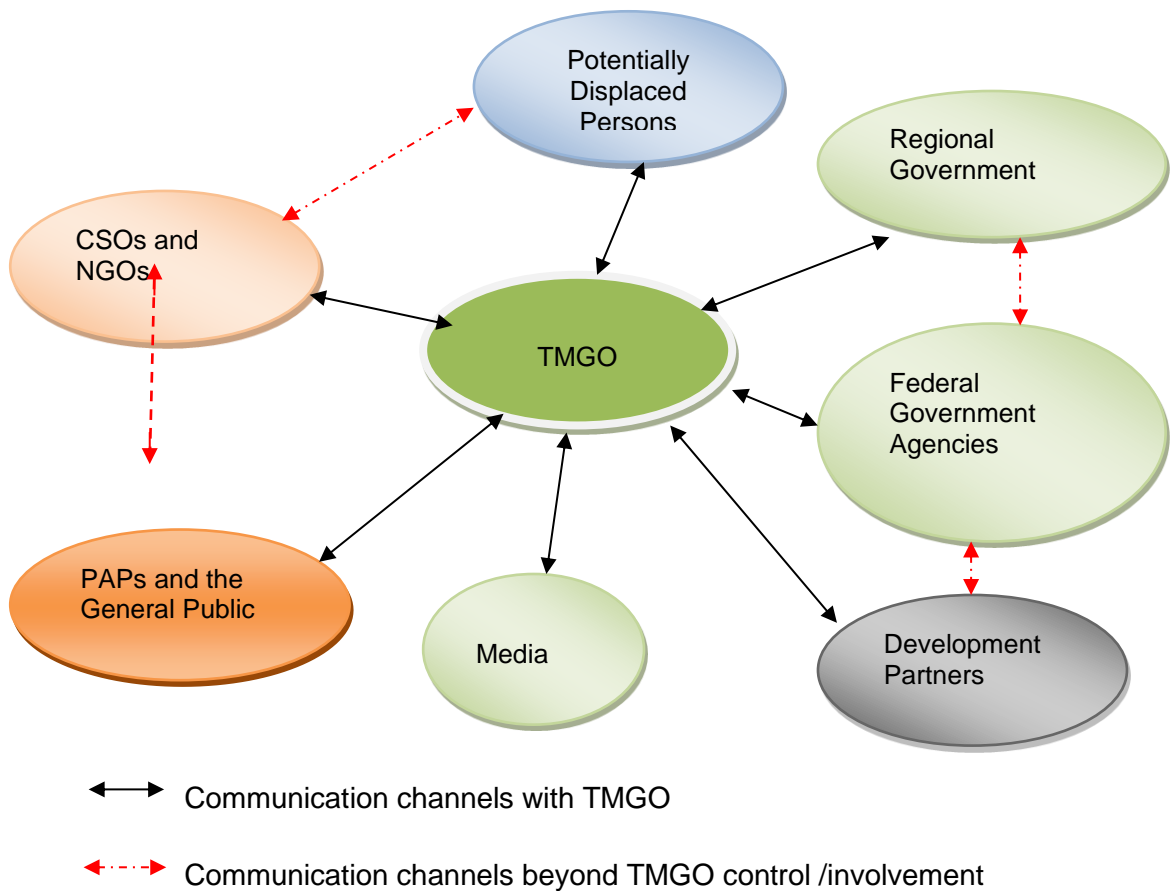 Potentially
Displaced
Persons
Regional
Government
CSOs and
NGOs
TMGO
Federal
Government
Agencies
PAPs and the
General Public
Media
Development
Partners
Communication channels with TMGO
Communication channels beyond TMGO control /involvement